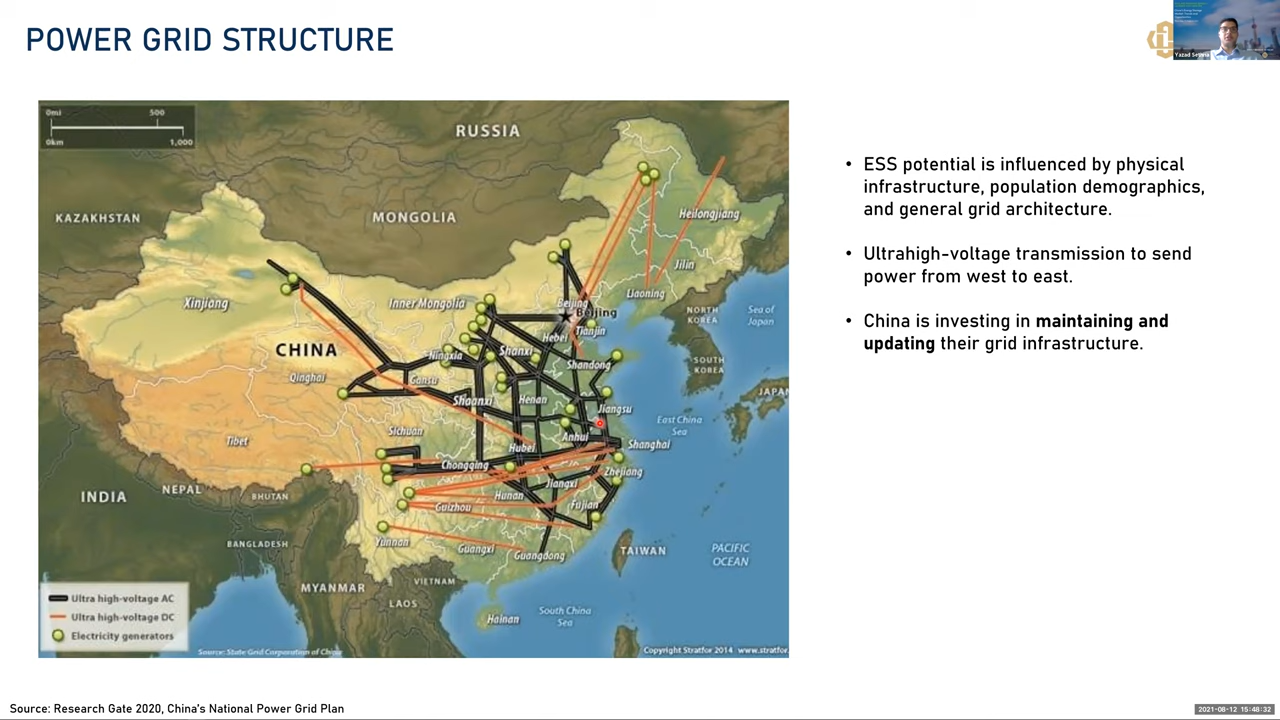 POWER GRID STRUCTURE
Yazad S
0mi 500
0km 1,000
RUSSIA
KAZAKHSTAN
MONGOLIA
Heilongjiang
Jilin
Liaoning
Xinjiang
Inner Mongolia
Beijing
Beijing
NORTH
KOREA
Sea of
Japan
Tianjin
Hebei
CHINA
Ningxia
Shanxi
Shandong
SOUTH
KOREA
Qinghai
Gansu
JAPA
Shaanxi
Henan
Jiangsu
East China
Sea
Tibet
Sichuan
Anhui
Shanghai
Hubei
Chongqing
Zhejiang
INDIA
NEPAL
BHUTAN
Hunan
Jiangxi
Guizhou
Fujian
BANGLADESH
Yunnan
Guangxi
Guangdong
TAIWAN
PACIFIC
OCEAN
MYANMAR
VIETNAM
LAOS
Hainan
South China
Sea
Ultra high-voltage AC
Ultra high-voltage DC
Electricity generators
Source: State Grid Corporation of China
Copyright Stratfor 2014 www.stratfor.
• ESS potential is influenced by physical
infrastructure, population demographics,
and general grid architecture.
• Ultrahigh-voltage transmission to send
power from west to east.
• China is investing in maintaining and
updating their grid infrastructure.
Source: Research Gate 2020, China's National Power Grid Plan
2021-08-12 15:48:32